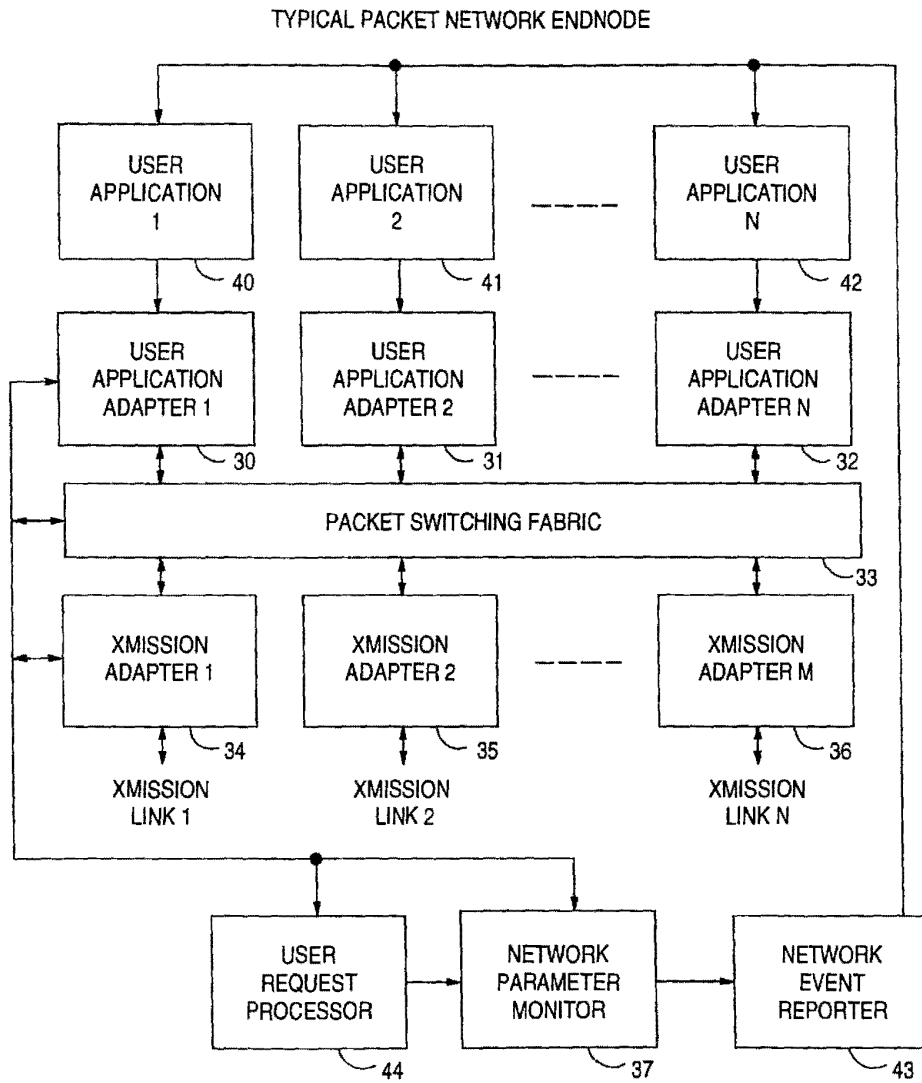 TYPICAL PACKET NETWORK ENDNODE
USER
APPLICATION
1
40
USER
APPLICATION
2
41
USER
APPLICATION
N
42
USER
APPLICATION
ADAPTER 1
30
USER
APPLICATION
ADAPTER 2
31
USER
APPLICATION
ADAPTER N
32
PACKET SWITCHING FABRIC
33
XMISSION
ADAPTER 1
34
XMISSION
ADAPTER 2
35
XMISSION
ADAPTER M
36
XMISSION
LINK 1
XMISSION
LINK 2
XMISSION
LINK N
USER
REQUEST
PROCESSOR
44
NETWORK
PARAMETER
MONITOR
37
NETWORK
EVENT
REPORTER
43